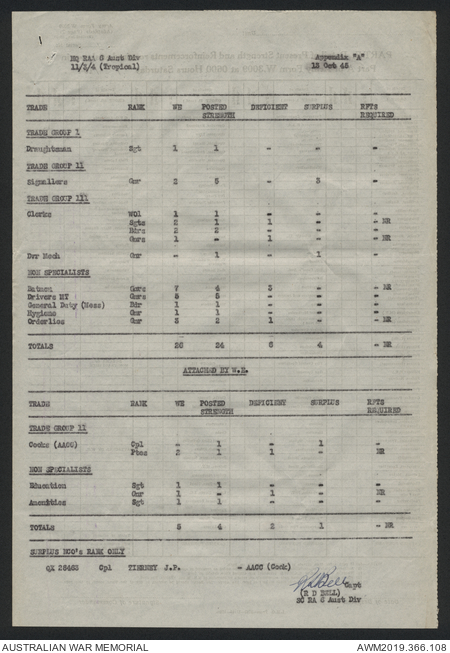 HQ RAA 6 Aust Div Appendix "A"
11/3/4 (Tropical) 13 Oct 45
TRADE RANK WE POSTED STRENGTH DEFICIENT SURPLUS RFTS REQUIRED
TRADE GROUP I
Draughtsman Sgt 1 1 - - -
TRADE GROUP II
Signallers Gnr 2 5 - 3 -
TRADE GROUP III
Clerks WO1 1 1 - - -
Sgts 2 1 1 - - NR
Bdrs 2 2 - - -
Gnrs 1 - 1 - - NR
Dvr Mech Gnr - 1 - 1 -
NON SPECIALISTS
Batmen Gnrs 7 4 3 - - NR
Drivers MT Gnrs 5 5 - - -
General Duty (Mess) Bdr 1 1 - - -
Hygiene Gnr 1 1 - - -
Orderlies Gnr 3 2 1 - - NR
TOTALS 26 24 6 4 - NR
ATTACHED BY W.E.
TRADE RANK WE POSTED STRENGTH DEFICIENT SURPLUS RFTS REQUIRED
TRADE GROUP II
Cooks (AACC) Cpl - 1 - 1 -
Ptes 2 1 1 - NR
NON SPECIALISTS
Education Sgt 1 1 - - -
Gnr 1 - 1 - NR
Amenities Sgt 1 1 - - -
TOTALS 5 4 2 1 - NR
SURPLUS NCO's RANK ONLY
QX 25463 Cpl TIERNEY J.P. - AACC (Cook)
R D Bell Capt
(R D BELL)
SC RA 6 Aust Div
AUSTRALIAN WAR MEMORIAL AWM2019.366.108